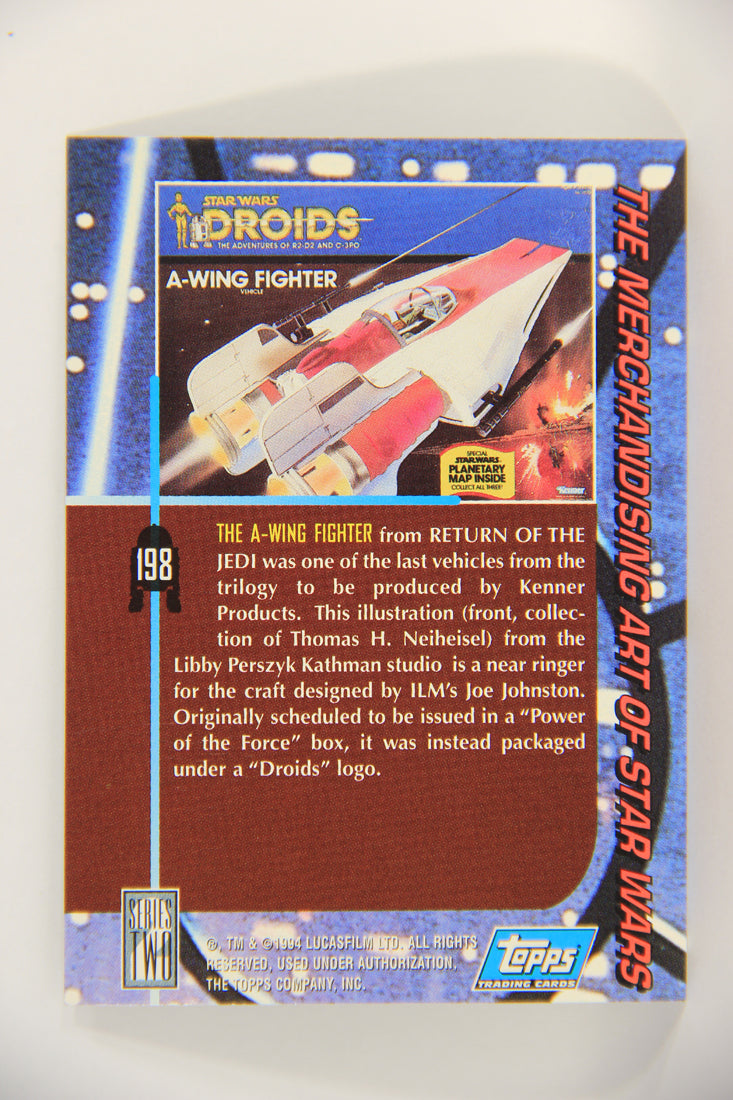 STAR WARS
DROIDS
THE ADVENTURES OF R2-D2 AND C-3PO
A-WING FIGHTER
VEHICLE
SPECIAL
STAR WARS
PLANETARY
MAP INSIDE
COLLECT ALL THREE!
Kenner
THE MERCHANDISING ART OF STAR WARS
198
THE A-WING FIGHTER from RETURN OF THE
JEDI was one of the last vehicles from the
trilogy to be produced by Kenner
Products. This illustration (front, collec-
tion of Thomas H. Neiheisel) from the
Libby Perszyk Kathman studio is a near ringer
for the craft designed by ILM's Joe Johnston.
Originally scheduled to be issued in a “Power
of the Force” box, it was instead packaged
under a “Droids” logo.
SERIES
TWO
®, TM & ©1994 LUCASFILM LTD. ALL RIGHTS
RESERVED, USED UNDER AUTHORIZATION,
THE TOPPS COMPANY, INC.
topps
TRADING CARDS